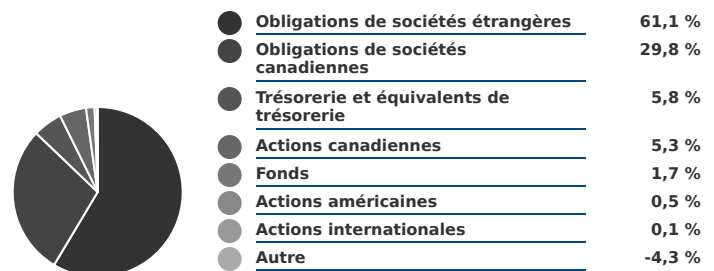 Obligations de sociétés étrangères 61,1 %
Obligations de sociétés 29,8 %
canadiennes
Trésorerie et équivalents de 5,8 %
trésorerie
Actions canadiennes 5,3 %
Fonds 1,7 %
Actions américaines 0,5 %
Actions internationales 0,1 %
Autre -4,3 %